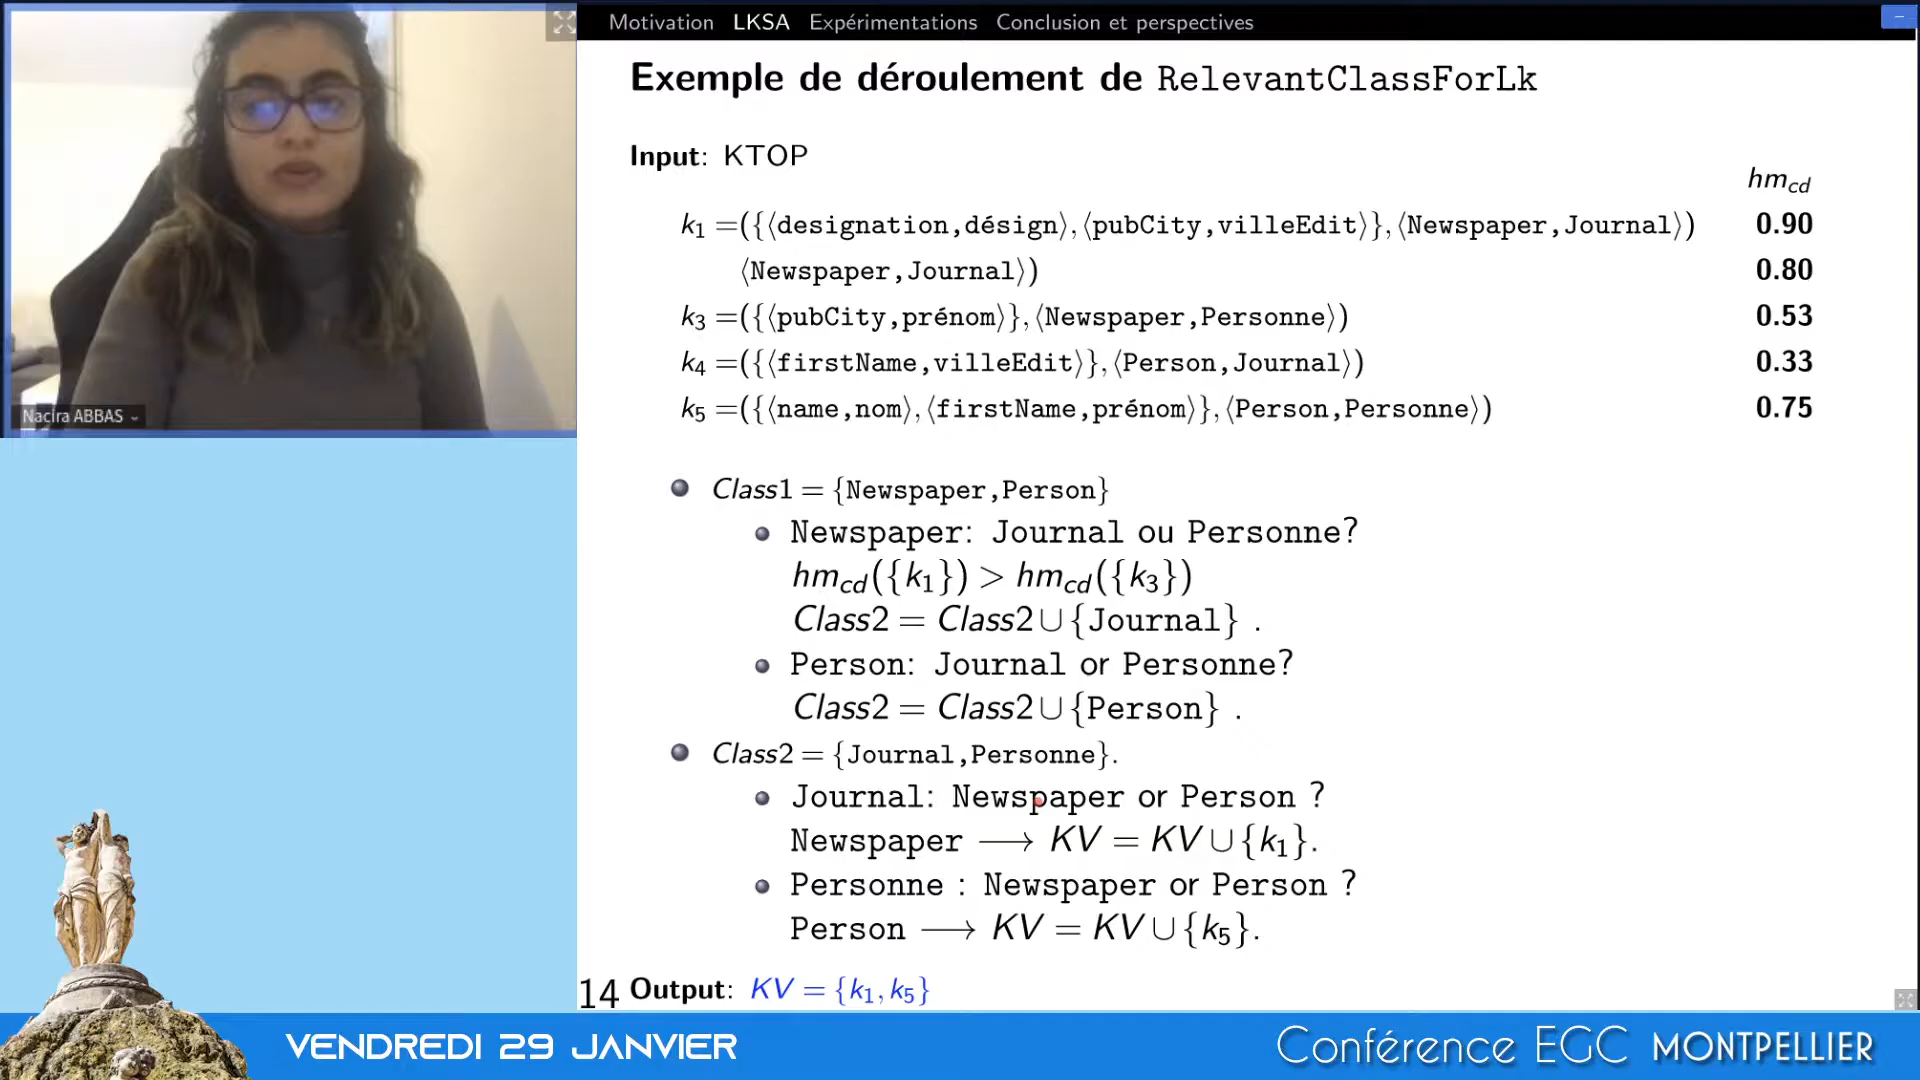 Motivation LKSA Expérimentations Conclusion et perspectives
Exemple de déroulement de RelevantClassForLk
Input: KTOP
hm_cd
k₁ =({⟨designation,désign⟩,⟨pubCity,villeEdit⟩},⟨Newspaper,Journal⟩) 0.90
⟨Newspaper,Journal⟩) 0.80
k₃ =({⟨pubCity,prénom⟩},⟨Newspaper,Personne⟩) 0.53
k₄ =({⟨firstName,villeEdit⟩},⟨Person,Journal⟩) 0.33
k₅ =({⟨name,nom⟩,⟨firstName,prénom⟩},⟨Person,Personne⟩) 0.75
Class1 = {Newspaper,Person}
Newspaper: Journal ou Personne?
hm_cd({k₁}) > hm_cd({k₃})
Class2 = Class2 ∪ {Journal} .
Person: Journal or Personne?
Class2 = Class2 ∪ {Person} .
Class2 = {Journal,Personne}.
Journal: Newspaper or Person ?
Newspaper ⟶ KV = KV ∪ {k₁}.
Personne : Newspaper or Person ?
Person ⟶ KV = KV ∪ {k₅}.
14 Output: KV = {k₁, k₅}
Nacira ABBAS
VENDREDI 29 JANVIER
Conférence EGC MONTPELLIER